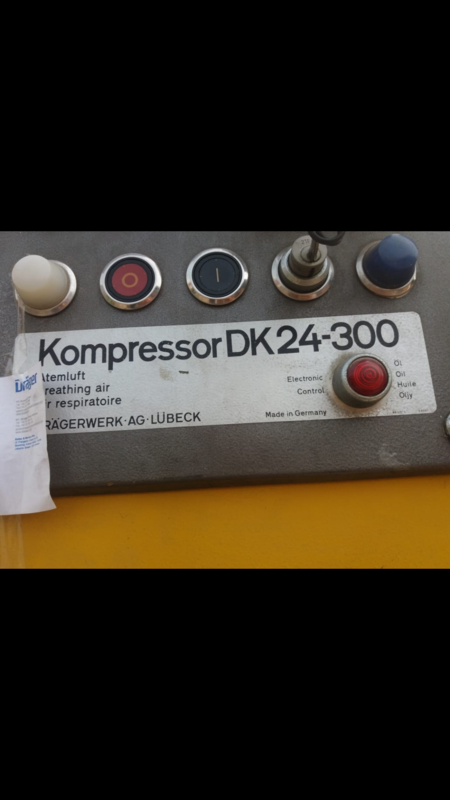 O
I
Kompressor DK 24-300
Atemluft
reathing air
r respiratoire
RÄGERWERK·AG·LÜBECK
Electronic
Control
Made in Germany
Öl
Oil
Huile
Oljy
Dräger